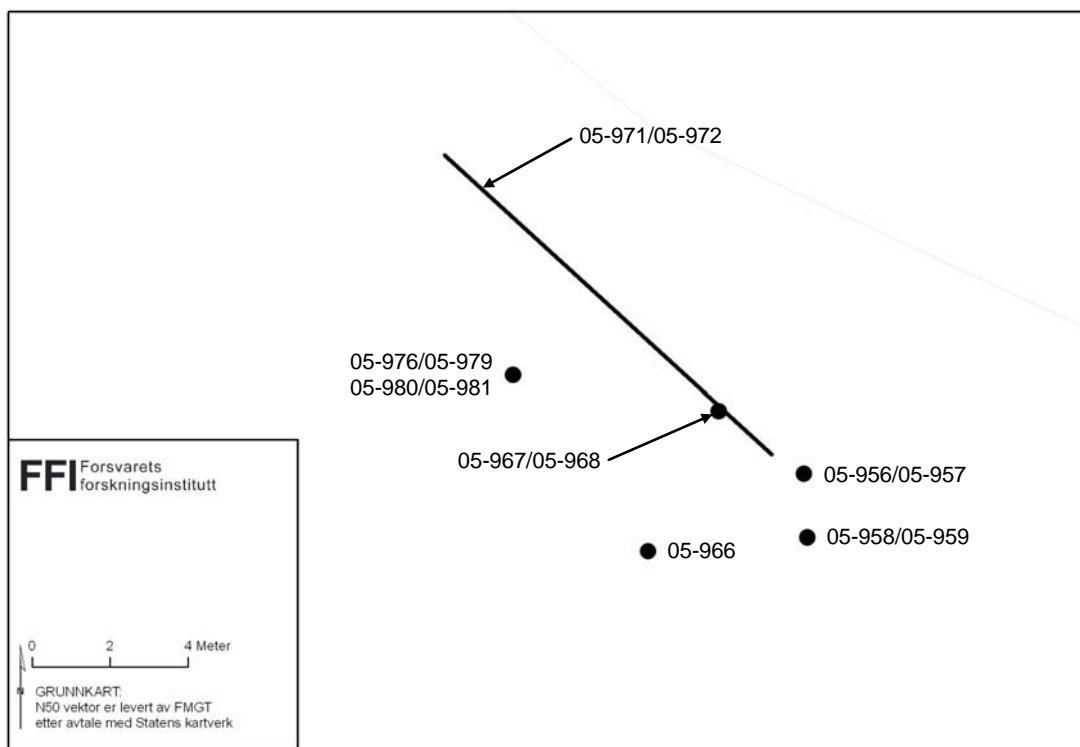 05-971/05-972
05-976/05-979
05-980/05-981
05-967/05-968
05-956/05-957
05-958/05-959
05-966
FFI Forsvarets
forskningsinstitutt
0 2 4 Meter
N
GRUNNKART:
N50 vektor er levert av FMGT
etter avtale med Statens kartverk